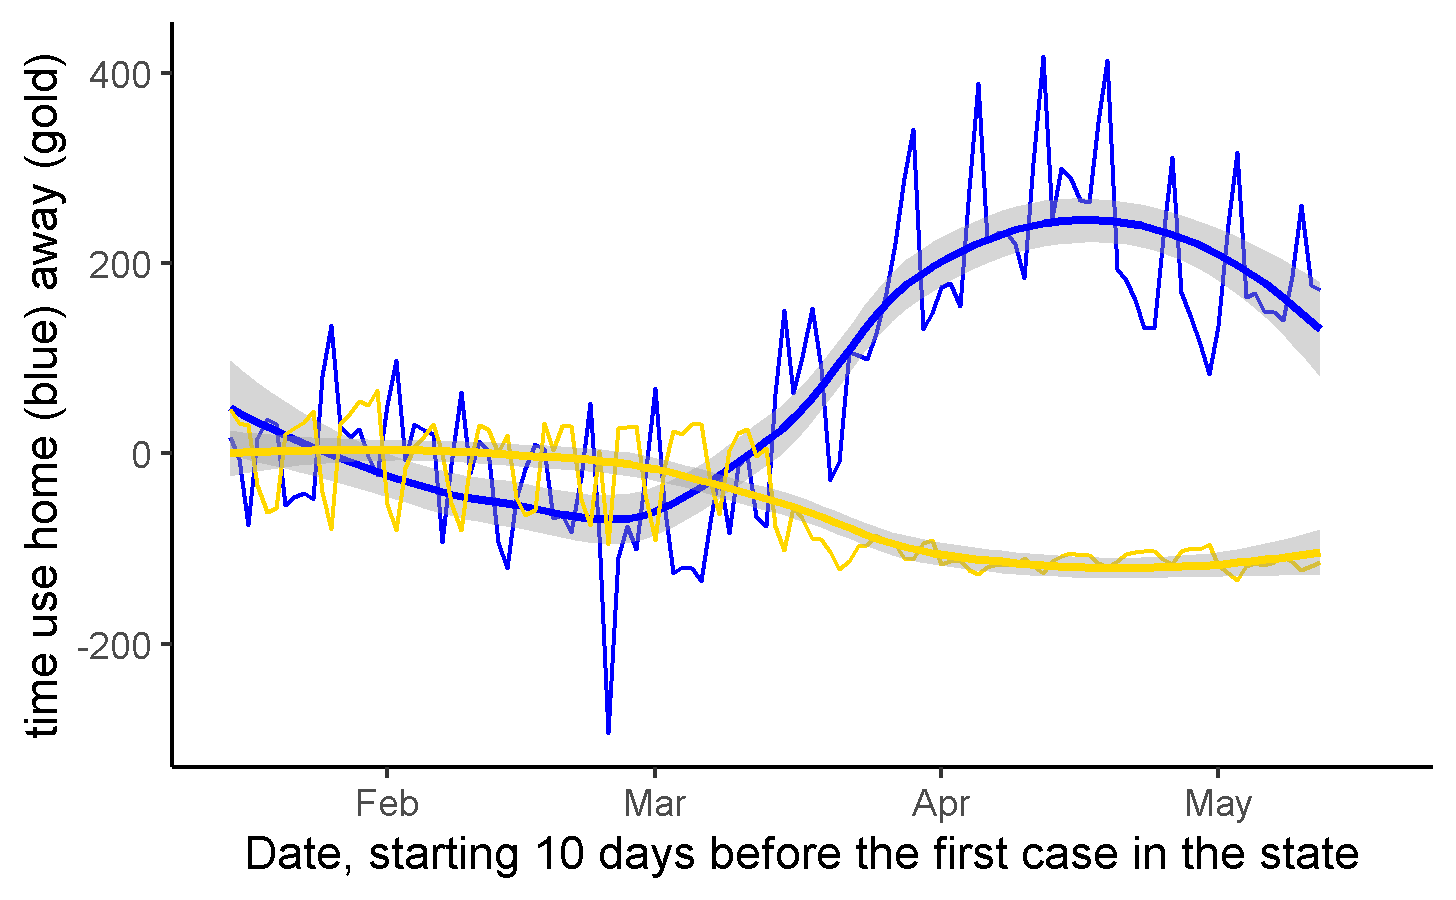 time use home (blue) away (gold)
400
200
0
-200
Feb
Mar
Apr
May
Date, starting 10 days before the first case in the state